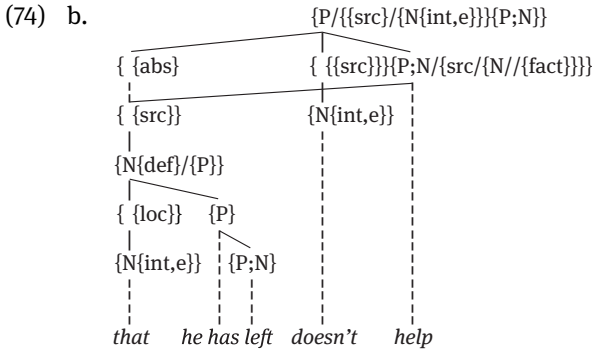 (74) b. {P/{{src}/{N{int,e}}}{P;N}}
{ {abs} { {{src}}}{P;N/{src/{N//{fact}}}}
{ {src}} {N{int,e}}
{N{def}/{P}}
{ {loc}} {P}
{N{int,e}} {P;N}
that he has left doesn't help